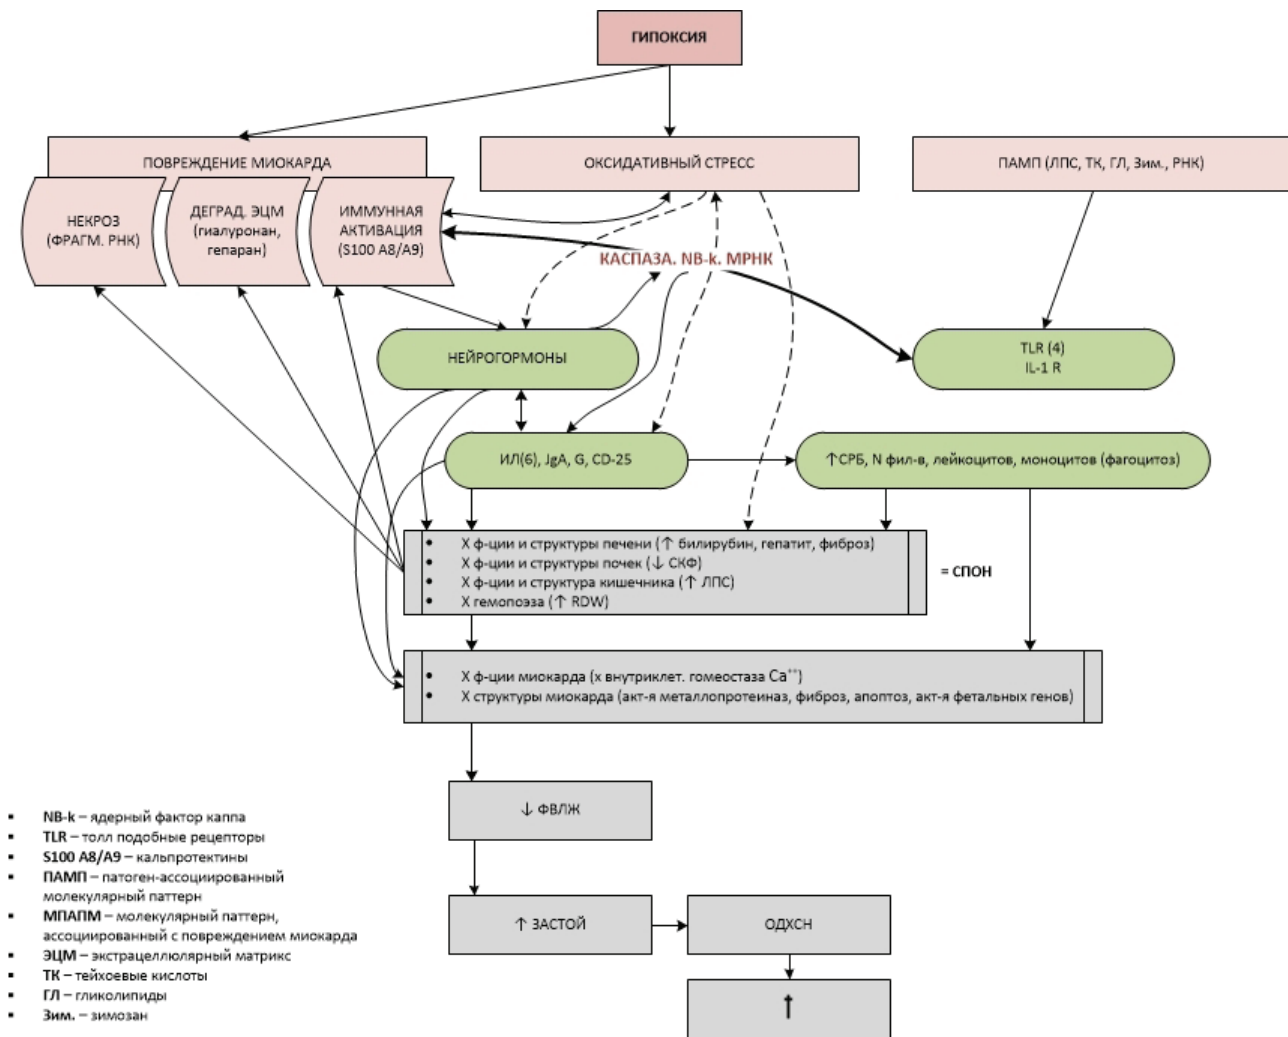 ГИПОКСИЯ
ПОВРЕЖДЕНИЕ МИОКАРДА
ОКСИДАТИВНЫЙ СТРЕСС
ПАМП (ЛПС, ТК, ГЛ, Зим., РНК)
НЕКРОЗ
(ФРАГМ. РНК)
ДЕГРАД. ЭЦМ
(гиалуронан,
гепаран)
ИММУННАЯ
АКТИВАЦИЯ
(S100 A8/A9)
КАСПАЗА. NB-k. МРНК
НЕЙРОГОРМОНЫ
TLR (4)
IL-1 R
ИЛ(6), JgA, G, CD-25
↑СРБ, N фил-в, лейкоцитов, моноцитов (фагоцитоз)
• X ф-ции и структуры печени (↑ билирубин, гепатит, фиброз)
• X ф-ции и структуры почек (↓ СКФ)
• X ф-ции и структура кишечника (↑ ЛПС)
• X гемопоэза (↑ RDW)
= СПОН
• X ф-ции миокарда (х внутриклет. гомеостаза Ca⁺⁺)
• X структуры миокарда (акт-я металлопротеиназ, фиброз, апоптоз, акт-я фетальных генов)
↓ ФВЛЖ
↑ ЗАСТОЙ
ОДХСН
†
▪ NB-k – ядерный фактор каппа
▪ TLR – толл подобные рецепторы
▪ S100 A8/A9 – кальпротектины
▪ ПАМП – патоген-ассоциированный
молекулярный паттерн
▪ МПАПМ – молекулярный паттерн,
ассоциированный с повреждением миокарда
▪ ЭЦМ – экстрацеллюлярный матрикс
▪ ТК – тейхоевые кислоты
▪ ГЛ – гликолипиды
▪ Зим. – зимозан